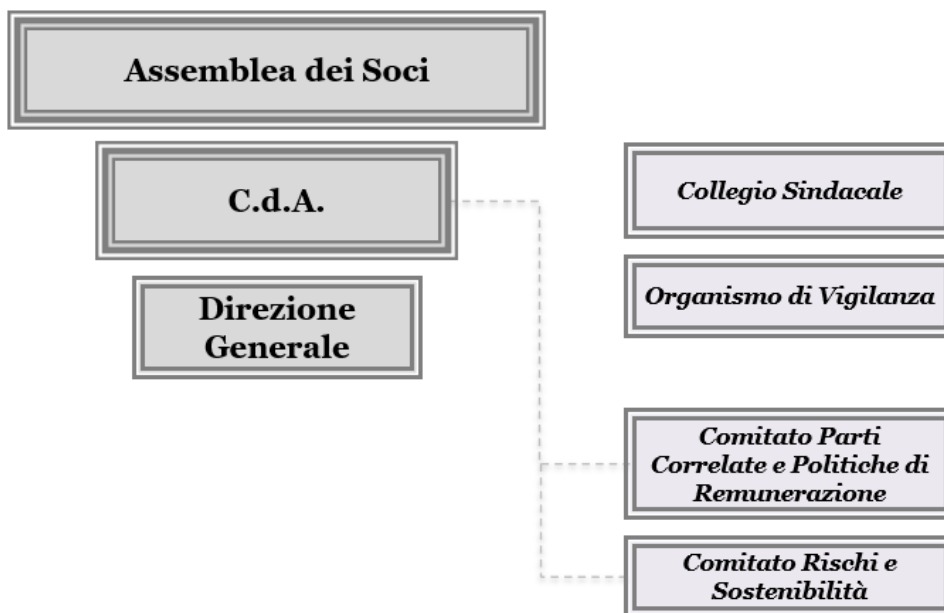 Assemblea dei Soci
C.d.A.
Direzione
Generale
Collegio Sindacale
Organismo di Vigilanza
Comitato Parti
Correlate e Politiche di
Remunerazione
Comitato Rischi e
Sostenibilità